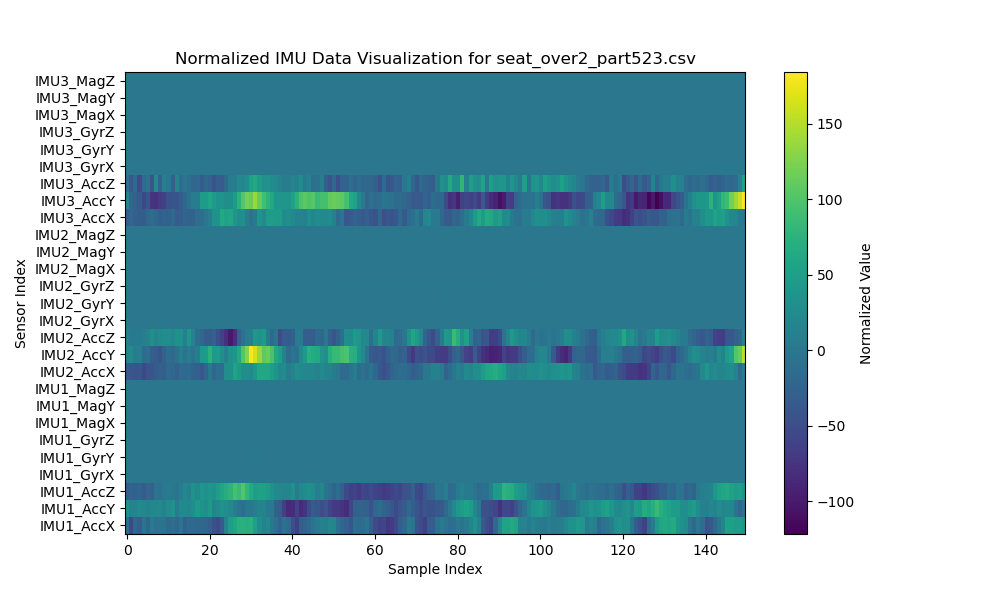 Normalized IMU Data Visualization for seat_over2_part523.csv
IMU3_MagZ
IMU3_MagY
IMU3_MagX
IMU3_GyrZ
IMU3_GyrY
IMU3_GyrX
IMU3_AccZ
IMU3_AccY
IMU3_AccX
IMU2_MagZ
IMU2_MagY
IMU2_MagX
IMU2_GyrZ
IMU2_GyrY
IMU2_GyrX
IMU2_AccZ
IMU2_AccY
IMU2_AccX
IMU1_MagZ
IMU1_MagY
IMU1_MagX
IMU1_GyrZ
IMU1_GyrY
IMU1_GyrX
IMU1_AccZ
IMU1_AccY
IMU1_AccX
Sensor Index
0 20 40 60 80 100 120 140
Sample Index
150
100
50
0
−50
−100
Normalized Value